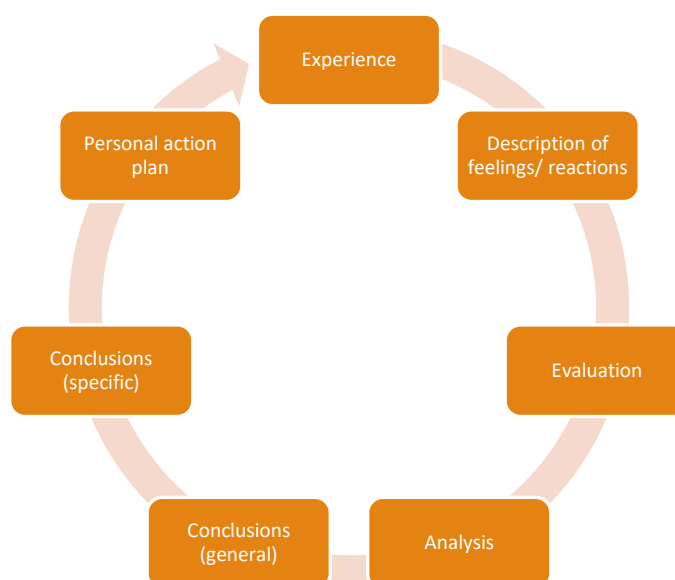 Experience
Description of
feelings/ reactions
Evaluation
Analysis
Conclusions
(general)
Conclusions
(specific)
Personal action
plan